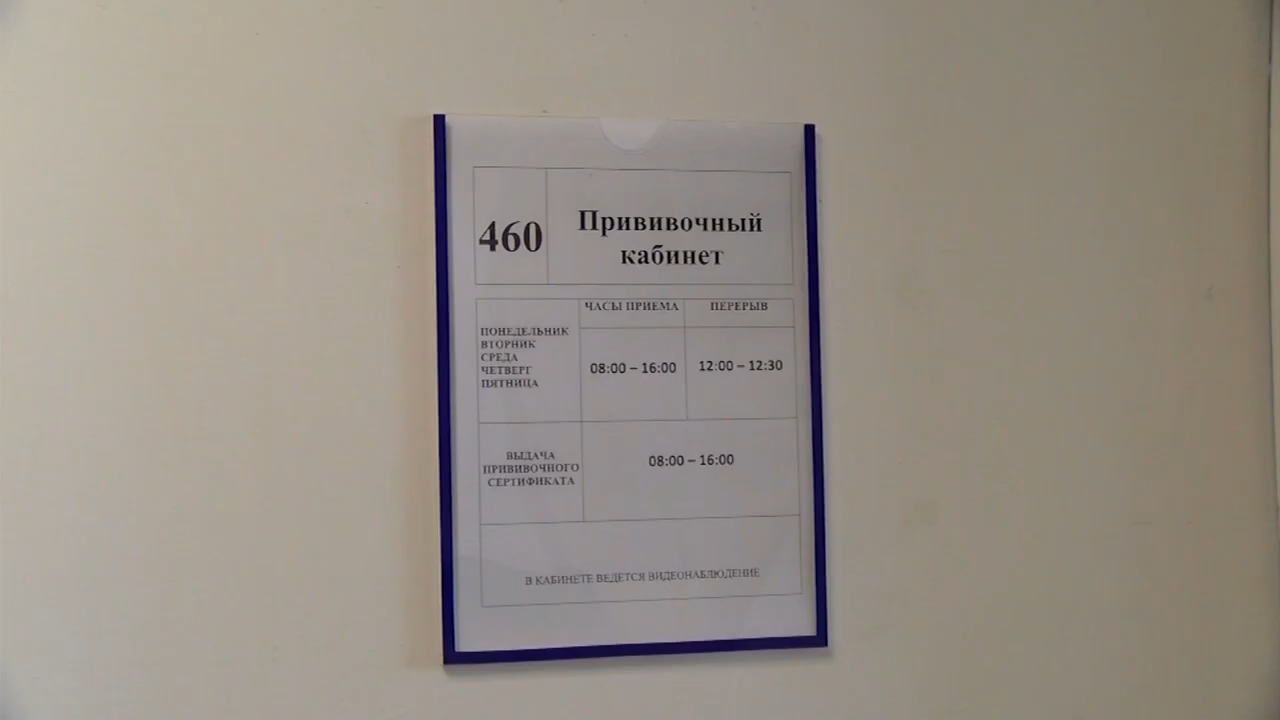 460
Прививочный
кабинет
ЧАСЫ ПРИЕМА
ПЕРЕРЫВ
ПОНЕДЕЛЬНИК
ВТОРНИК
СРЕДА
ЧЕТВЕРГ
ПЯТНИЦА
08:00 – 16:00
12:00 – 12:30
ВЫДАЧА
ПРИВИВОЧНОГО
СЕРТИФИКАТА
08:00 – 16:00
В КАБИНЕТЕ ВЕДЕТСЯ ВИДЕОНАБЛЮДЕНИЕ